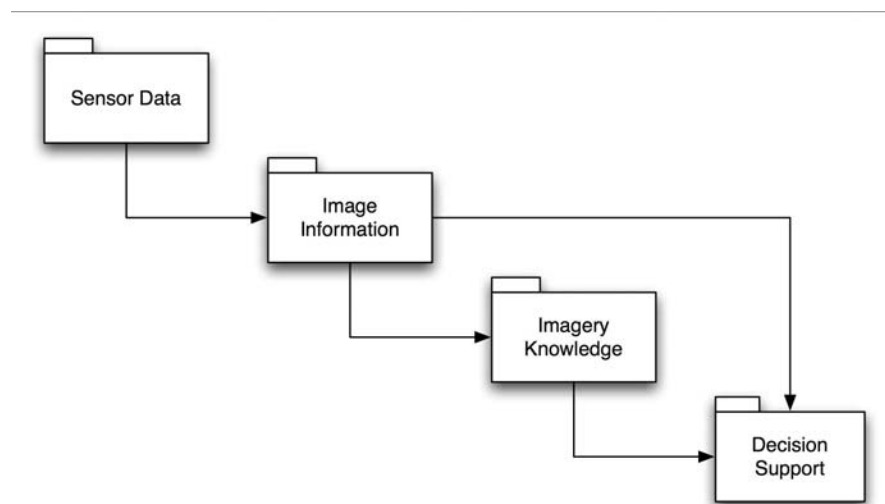 Sensor Data
Image
Information
Imagery
Knowledge
Decision
Support